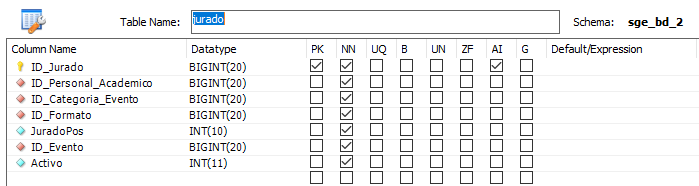 Table Name: jurado Schema: sge_bd_2
Column Name Datatype PK NN UQ B UN ZF AI G Default/Expression
ID_Jurado BIGINT(20)
ID_Personal_Academico BIGINT(20)
ID_Categoria_Evento BIGINT(20)
ID_Formato BIGINT(20)
JuradoPos INT(10)
ID_Evento BIGINT(20)
Activo INT(11)